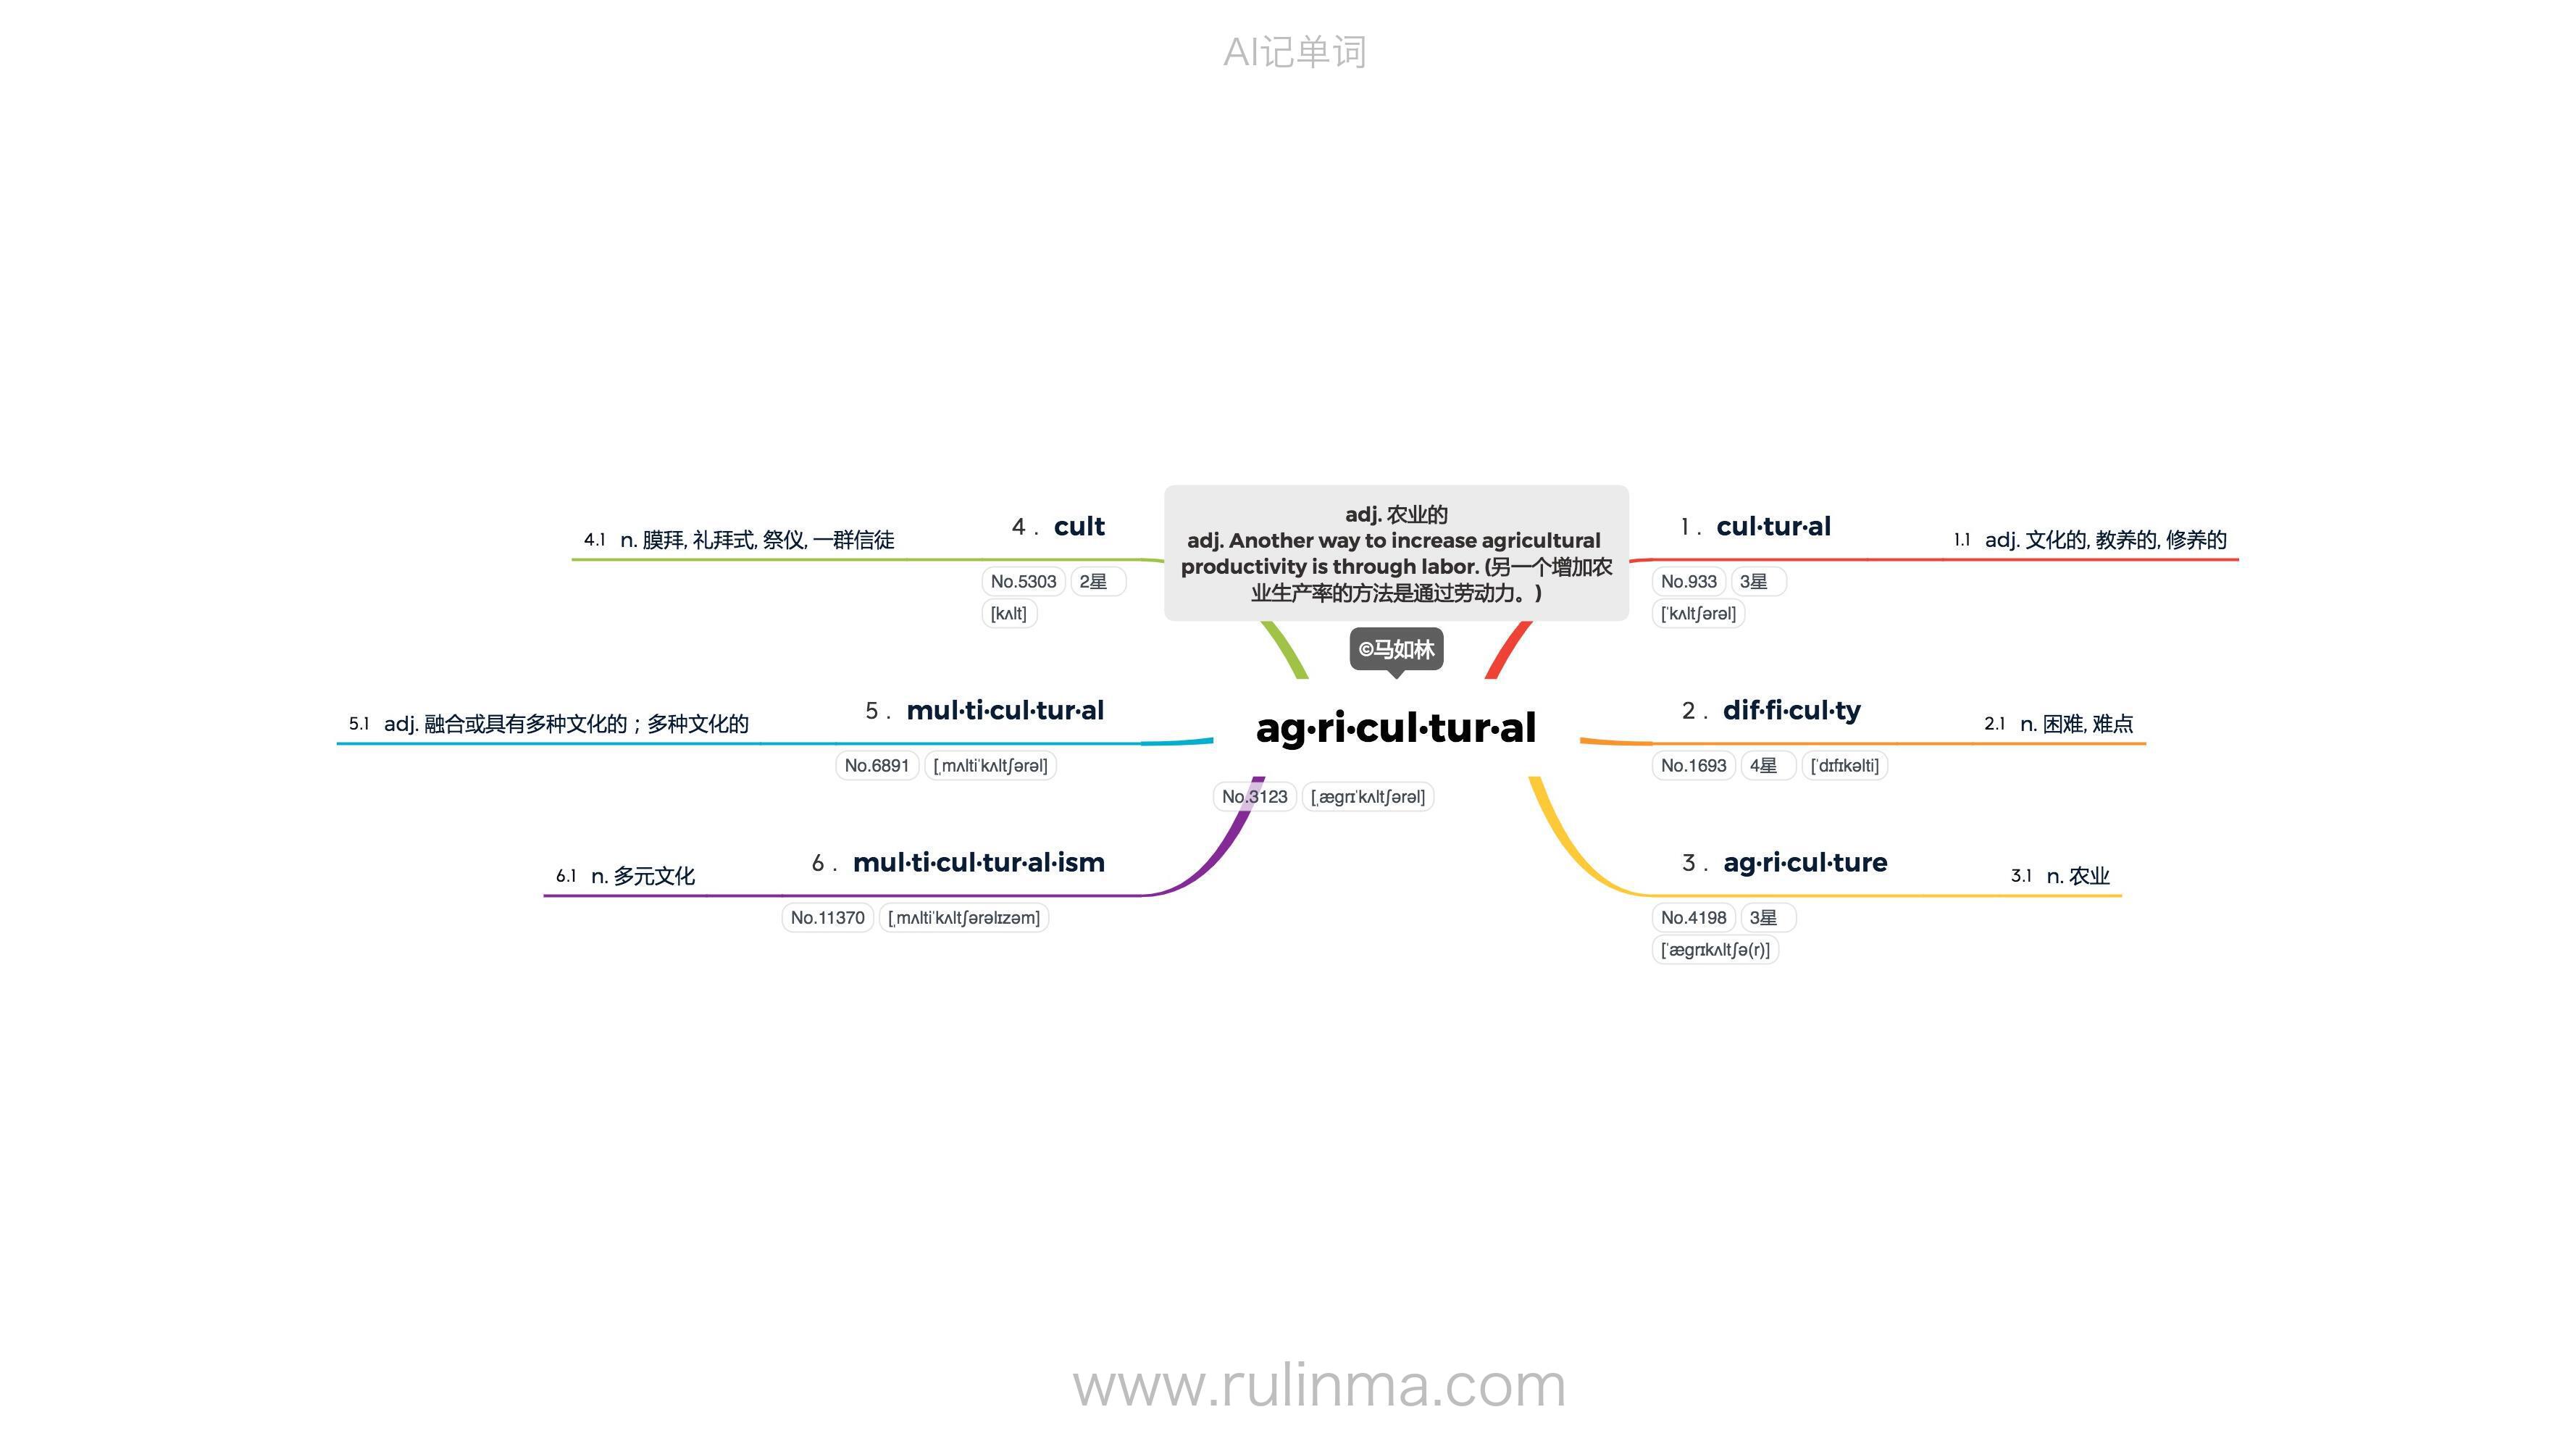 AI记单词
adj. 农业的
adj. Another way to increase agricultural
productivity is through labor. (另一个增加农
业生产率的方法是通过劳动力。)
©马如林
ag·ri·cul·tur·al
No.3123 [ˌæɡrɪˈkʌltʃərəl]
1. cul·tur·al
1.1 adj. 文化的, 教养的, 修养的
No.933 3星
[ˈkʌltʃərəl]
2. dif·fi·cul·ty
2.1 n. 困难, 难点
No.1693 4星 [ˈdɪfɪkəlti]
3. ag·ri·cul·ture
3.1 n. 农业
No.4198 3星
[ˈæɡrɪkʌltʃə(r)]
4. cult
4.1 n. 膜拜, 礼拜式, 祭仪, 一群信徒
No.5303 2星
[kʌlt]
5. mul·ti·cul·tur·al
5.1 adj. 融合或具有多种文化的；多种文化的
No.6891 [ˌmʌltiˈkʌltʃərəl]
6. mul·ti·cul·tur·al·ism
6.1 n. 多元文化
No.11370 [ˌmʌltiˈkʌltʃərəlɪzəm]
www.rulinma.com